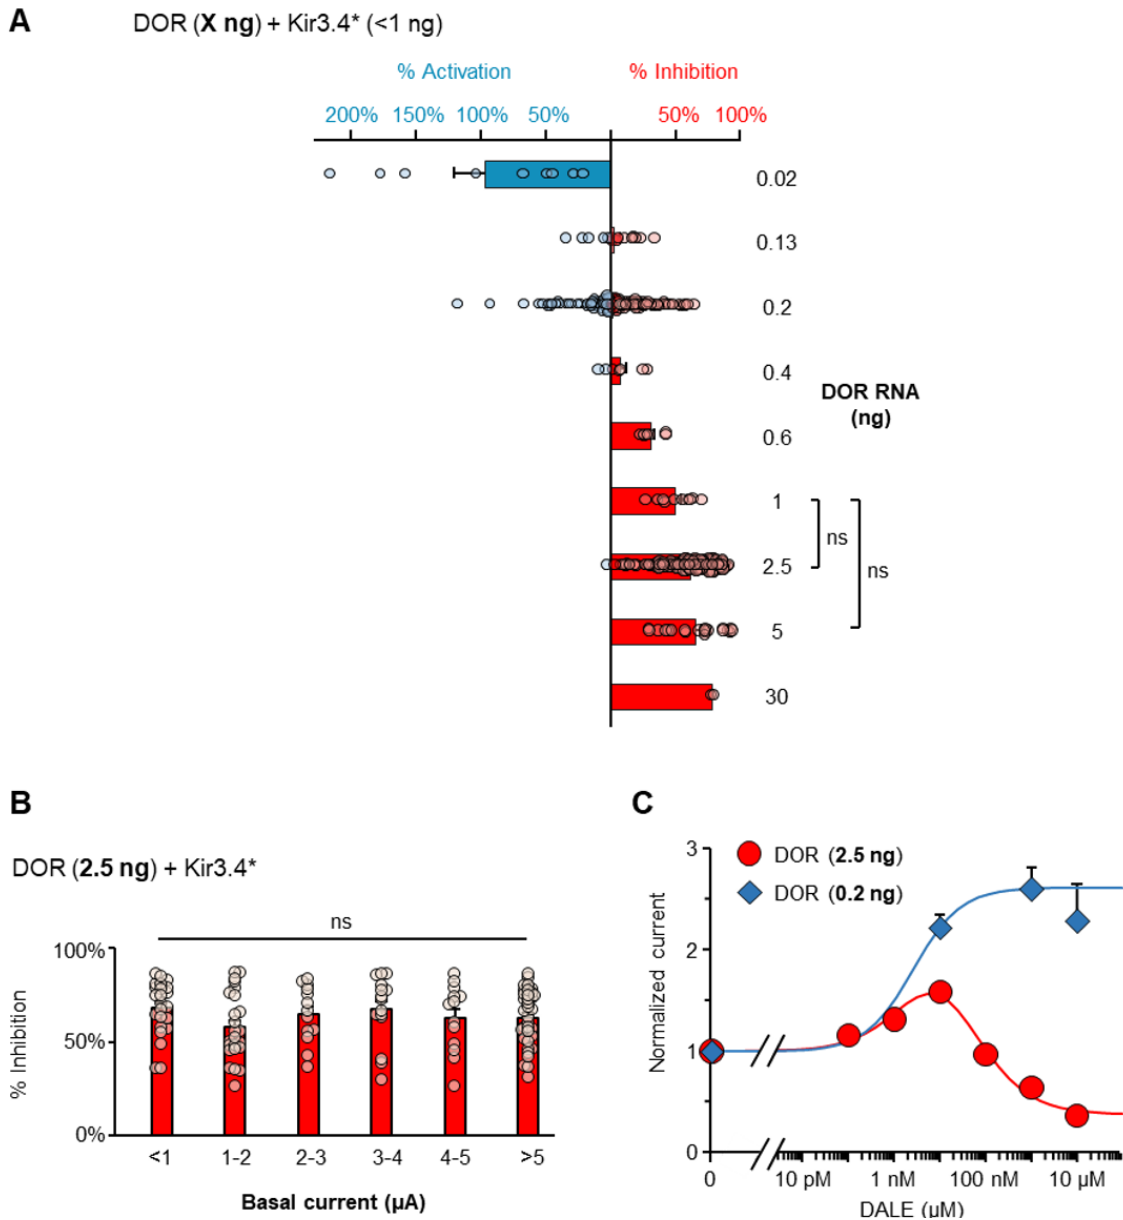 A
DOR (X ng) + Kir3.4* (<1 ng)
% Activation % Inhibition
200% 150% 100% 50% 50% 100%
0.02
0.13
0.2
0.4
DOR RNA
(ng)
0.6
1
ns
2.5
ns
5
30
B
DOR (2.5 ng) + Kir3.4*
ns
100%
50%
0%
% Inhibition
<1 1-2 2-3 3-4 4-5 >5
Basal current (µA)
C
DOR (2.5 ng)
DOR (0.2 ng)
3
2
1
0
Normalized current
0 10 pM 1 nM 100 nM 10 µM
DALE (µM)